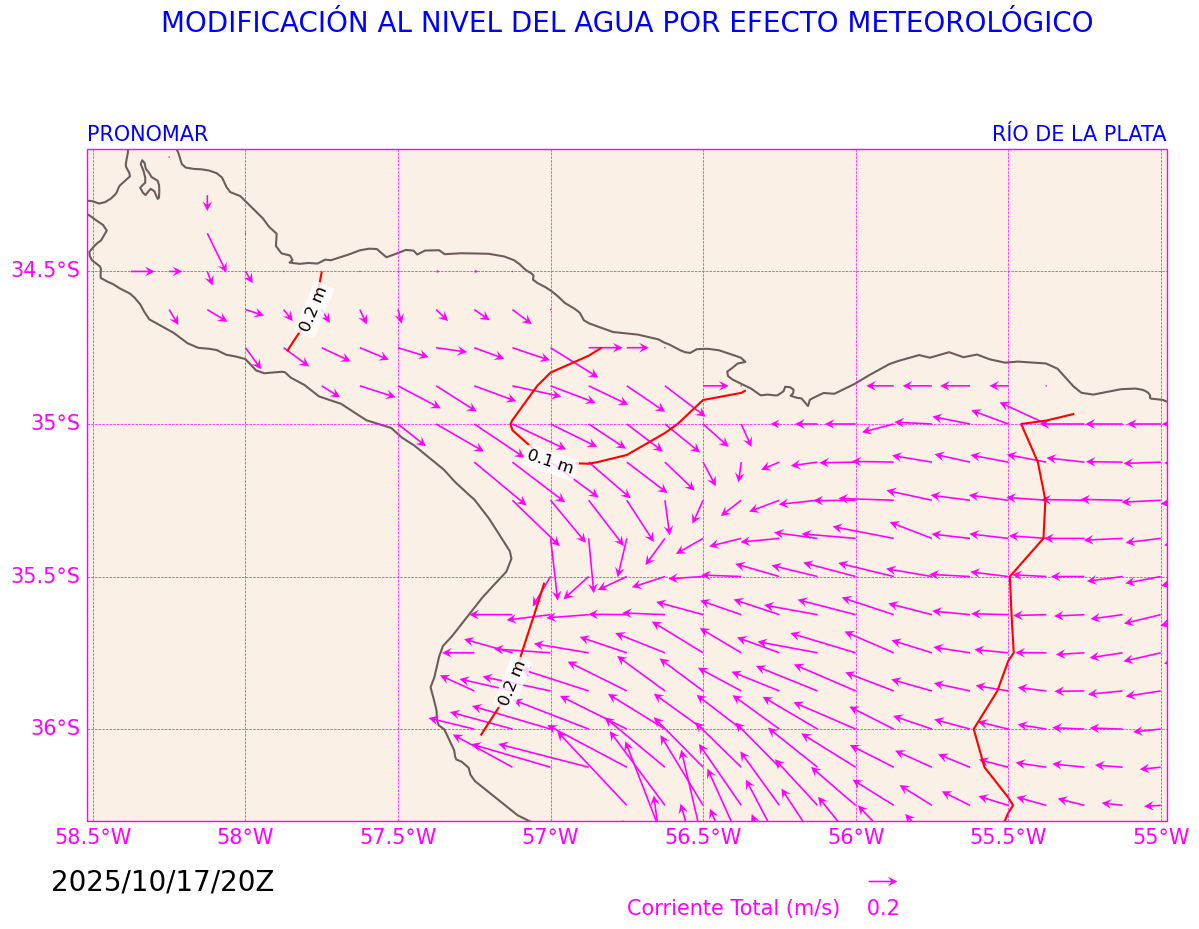 MODIFICACIÓN AL NIVEL DEL AGUA POR EFECTO METEOROLÓGICO
PRONOMAR
RÍO DE LA PLATA
34.5°S
0.2 m
35°S
0.1 m
35.5°S
0.2 m
36°S
58.5°W 58°W 57.5°W 57°W 56.5°W 56°W 55.5°W 55°W
2025/10/17/20Z
Corriente Total (m/s) 0.2